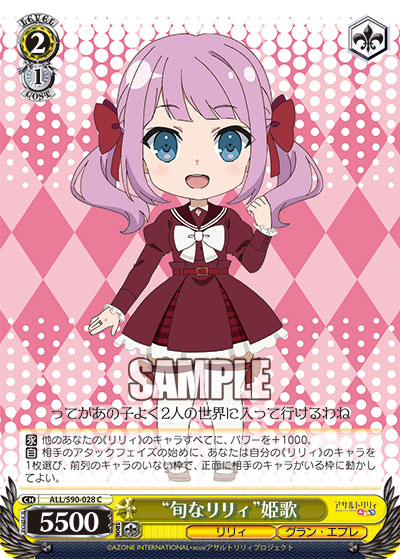 LEVEL
2
1
COST
SAMPLE
ってがあの子よく2人の世界に入って行けるわね
永 他のあなたの《リリィ》のキャラすべてに、パワーを+1000。
自 相手のアタックフェイズの始めに、あなたは自分の《リリィ》のキャラを
1枚選び、前列のキャラのいない枠で、正面に相手のキャラがいる枠に動かし
てよい。
CH
ALL/S90-028 C
5500
“旬なリリィ”姫歌
アサルトリリィ
リリィ
グラン・エプレ
©AZONE INTERNATIONAL・acus/アサルトリリィプロジェクト